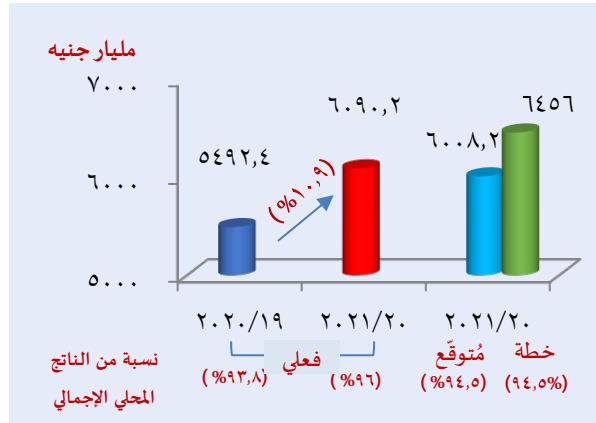 مليار جنيه
٧٠٠٠
٦٠٠٠
٥٠٠٠
٥٤٩٢,٤
(%١٠,٩)
٦٠٩٠,٢
٦٠٠٨,٢
٦٤٥٦
٢٠٢٠/١٩
٢٠٢١/٢٠
٢٠٢١/٢٠
فعلي
مُتوقّع
خطة
نسبة من الناتج
المحلي الإجمالي
(%٩٣,٨)
(%٩٦)
(%٩٤,٥)
(٩٤,٥%)